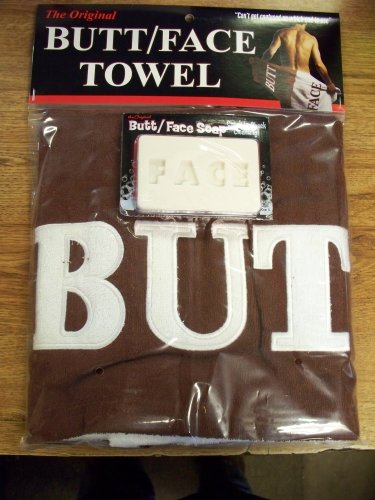 The Original
BUTT/FACE
TOWEL
"Can't get confused
BUTT
FACE
the Original
Butt/Face Soap
FACE
BUT